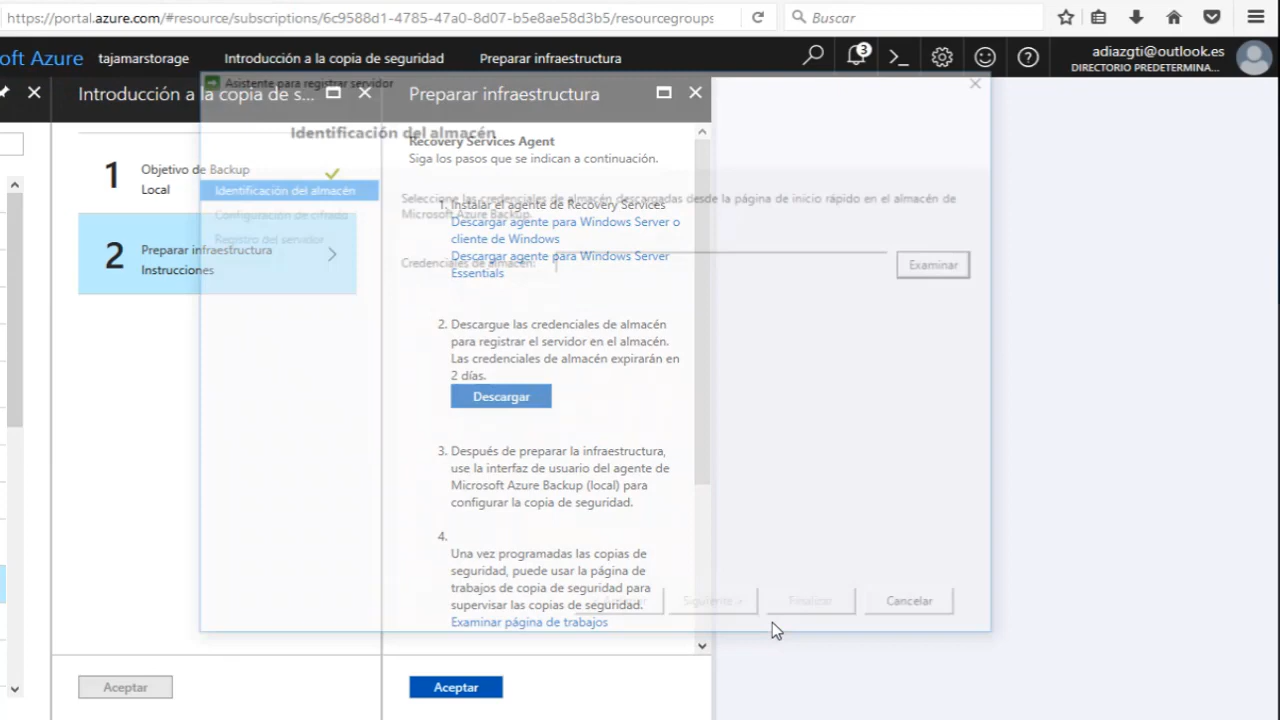 https://portal.azure.com/#resource/subscriptions/6c9588d1-4785-47a0-8d07-b5e8ae58d3b5/resourcegroups
Buscar
oft Azure
tajamarstorage
Introducción a la copia de seguridad
Preparar infraestructura
3
adiazgti@outlook.es
DIRECTORIO PREDETERMINA...
Asistente para registrar servidor
Introducción a la copia de s...
Preparar infraestructura
Identificación del almacén
Recovery Services Agent
Siga los pasos que se indican a continuación.
1
Objetivo de Backup
Local
Identificación del almacén
Configuración de cifrado
Registro del servidor
2
Preparar infraestructura
Instrucciones
Seleccione las credenciales de almacén descargadas desde la página de inicio rápido en el almacén de
Microsoft Azure Backup.
Credenciales de almacén:
Examinar
1. Instalar el agente de Recovery Services
Descargar agente para Windows Server o
cliente de Windows
Descargar agente para Windows Server
Essentials
2. Descargue las credenciales de almacén
para registrar el servidor en el almacén.
Las credenciales de almacén expirarán en
2 días.
Descargar
3. Después de preparar la infraestructura,
use la interfaz de usuario del agente de
Microsoft Azure Backup (local) para
configurar la copia de seguridad.
4.
Una vez programadas las copias de
seguridad, puede usar la página de
trabajos de copia de seguridad para
supervisar las copias de seguridad.
Examinar página de trabajos
Siguiente >
Finalizar
Cancelar
Aceptar
Aceptar